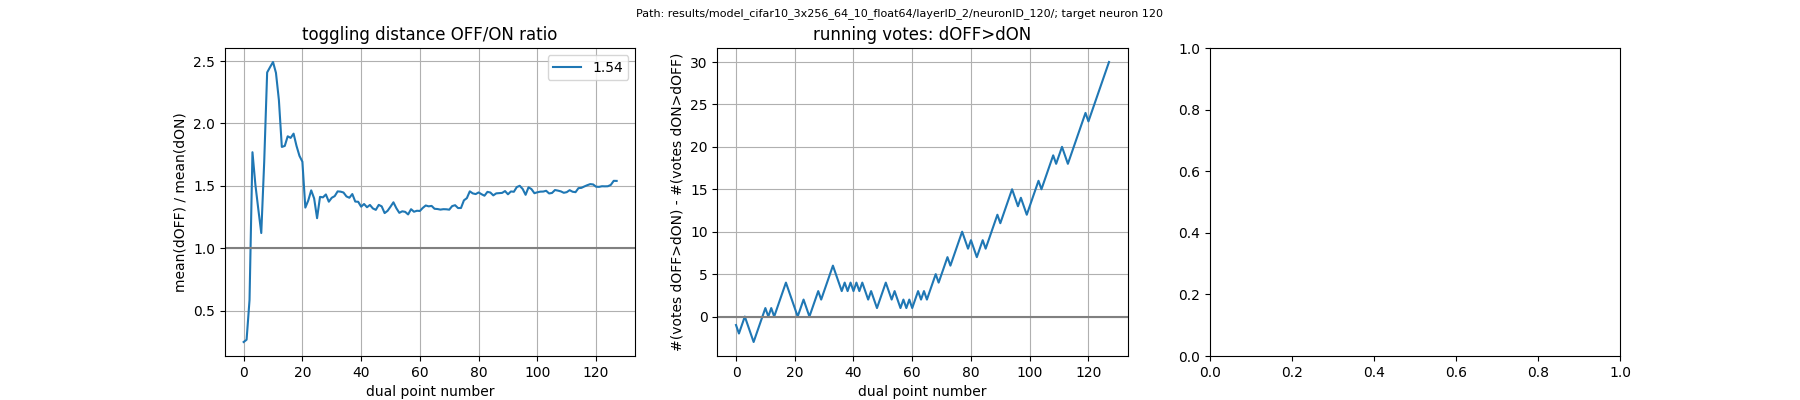 Path: results/model_cifar10_3x256_64_10_float64/layerID_2/neuronID_120/; target neuron 120
toggling distance OFF/ON ratio
mean(dOFF) / mean(dON)
2.5
2.0
1.5
1.0
0.5
1.54
0 20 40 60 80 100 120
dual point number
running votes: dOFF>dON
#(votes dOFF>dON) - #(votes dON>dOFF)
30
25
20
15
10
5
0
0 20 40 60 80 100 120
dual point number
1.0
0.8
0.6
0.4
0.2
0.0
0.0 0.2 0.4 0.6 0.8 1.0